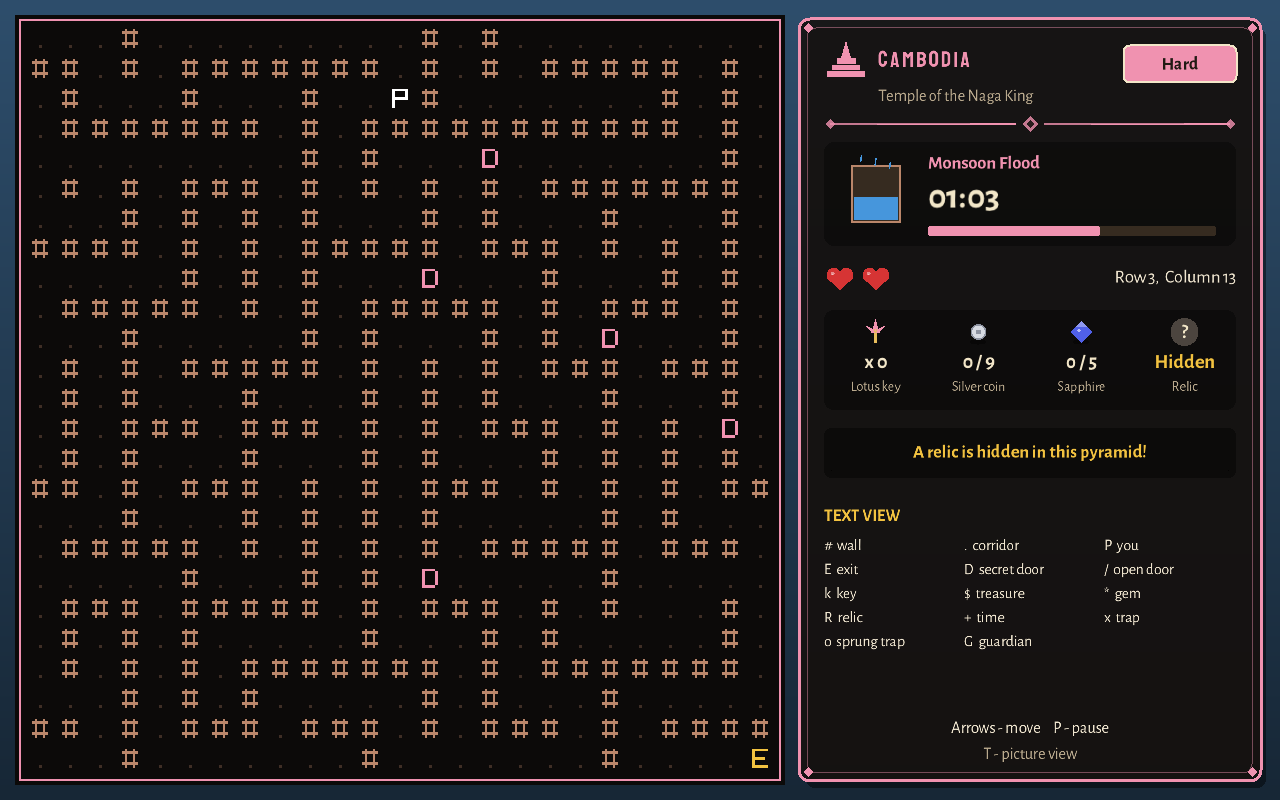 . . . # . . . . . . . . . # . # . . . . . . . . .
# # . # . # # # # # # # . # . # . # # # # # . # .
. # . . . # . . . # . . P # . . . . . . . # . # .
. # # # # # # # . # . # # # # # # # # # # # . # .
. . . . . . . . . # . # . . . D . . . . . . . # .
. # . # . # # # . # . # . # . # . # # # # # # # .
. . . # . . . # . # . . . # . # . . . # . . . # .
# # # # . # . # . # # # # # . # # # . # . # . # .
. . . . . # . # . # . . . D . . . # . . . # . # .
. # # # # # . # . # . # # # # # . # . # # # . # .
. . . # . . . . . # . # . . . # . # . D . . . # .
. # . # . # # # # # . # . # . # . # # # . # # # .
. # . # . . . # . . . # . # . # . . . # . . . # .
. # . # # # . # # # . # . # . # # # . # . # . D .
. # . # . . . . . # . # . # . . . # . # . # . # .
# # . # . # # # . # . # . # # # . # . # . # . # #
. . . # . . . # . # . # . # . . . # . # . # . . .
. # # # # # . # . # . # . # . # # # # # . # # # .
. . . . . # . . . # . # . D . . . . . # . . . . .
. # # # . # # # # # . # . # # # . . . # . . . # .
. # . . . # . . . . . # . . . # . # . . . . . # .
. # . # . # . # # # # # # # . # . # # # # # # # .
. . . # . # . # . . . . . # . # . . . # . . . . .
# # . # . # # # . # # # . # . # # # . # . # # # #
. . . # . . . . . . . # . . . . . . . # . . . . E
CAMBODIA
Hard
Temple of the Naga King
Monsoon Flood
01:03
Row 3, Column 13
?
x 0
0 / 9
0 / 5
Hidden
Lotus key
Silver coin
Sapphire
Relic
A relic is hidden in this pyramid!
TEXT VIEW
# wall
. corridor
P you
E exit
D secret door
/ open door
k key
$ treasure
* gem
R relic
+ time
x trap
o sprung trap
G guardian
Arrows - move P - pause
T - picture view